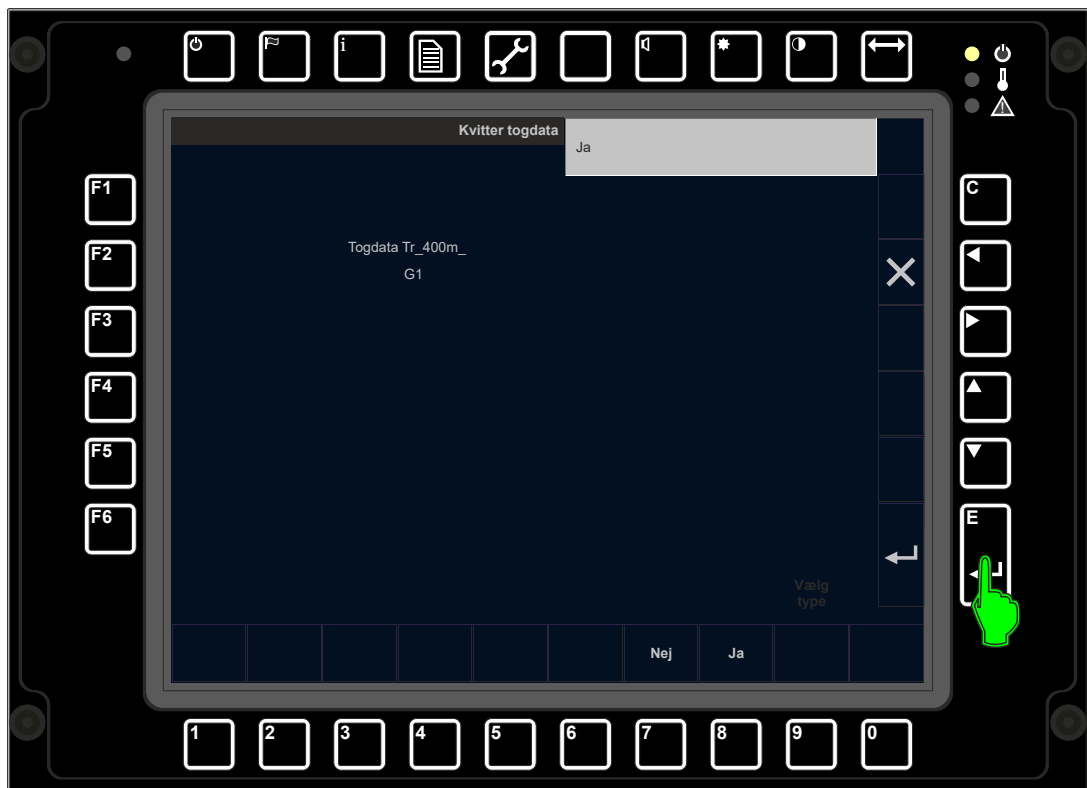 i
Kvitter togdata
Ja
F1
C
F2
Togdata Tr_400m_
G1
F3
F4
F5
F6
E
Vælg
type
Nej
Ja
1
2
3
4
5
6
7
8
9
0